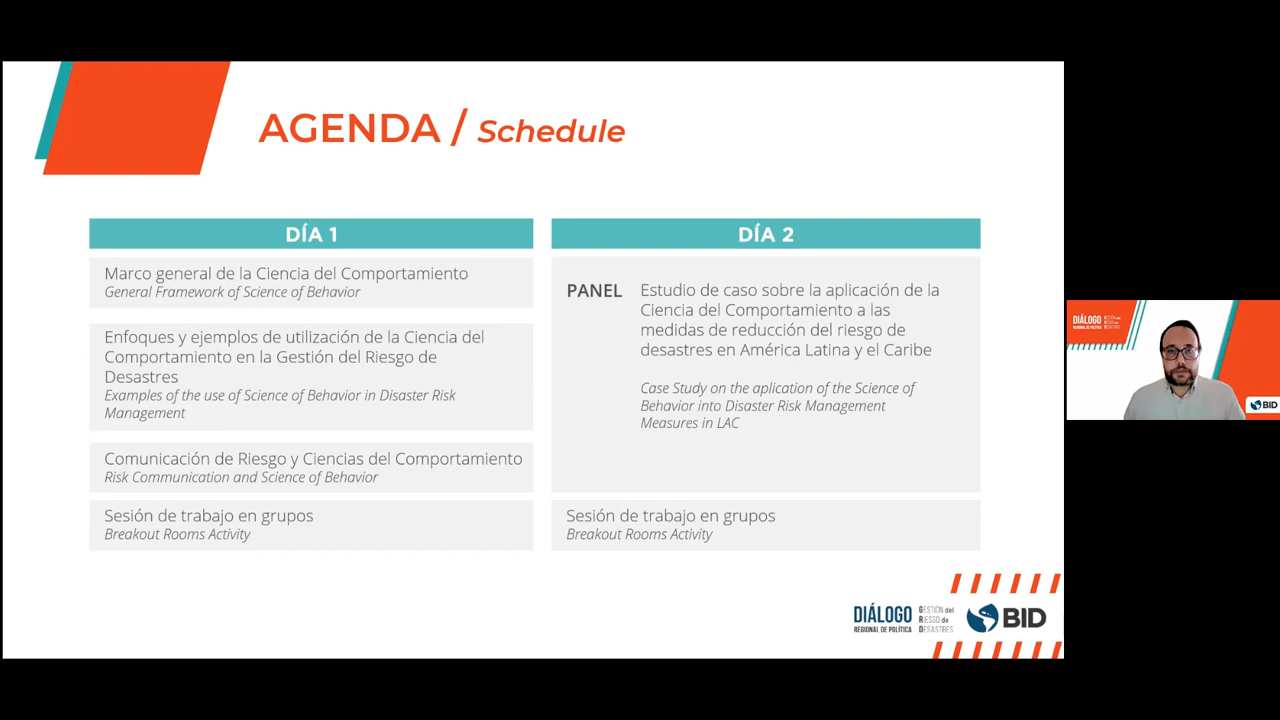 AGENDA / Schedule
DÍA 1
Marco general de la Ciencia del Comportamiento
General Framework of Science of Behavior
Enfoques y ejemplos de utilización de la Ciencia del
Comportamiento en la Gestión del Riesgo de
Desastres
Examples of the use of Science of Behavior in Disaster Risk
Management
Comunicación de Riesgo y Ciencias del Comportamiento
Risk Communication and Science of Behavior
Sesión de trabajo en grupos
Breakout Rooms Activity
DÍA 2
PANEL
Estudio de caso sobre la aplicación de la
Ciencia del Comportamiento a las
medidas de reducción del riesgo de
desastres en América Latina y el Caribe
Case Study on the aplication of the Science of
Behavior into Disaster Risk Management
Measures in LAC
Sesión de trabajo en grupos
Breakout Rooms Activity
DIÁLOGO
REGIONAL DE POLÍTICA
GESTIÓN del
RIESGO de
DESASTRES
BID
DIÁLOGO
REGIONAL DE POLÍTICA
BID